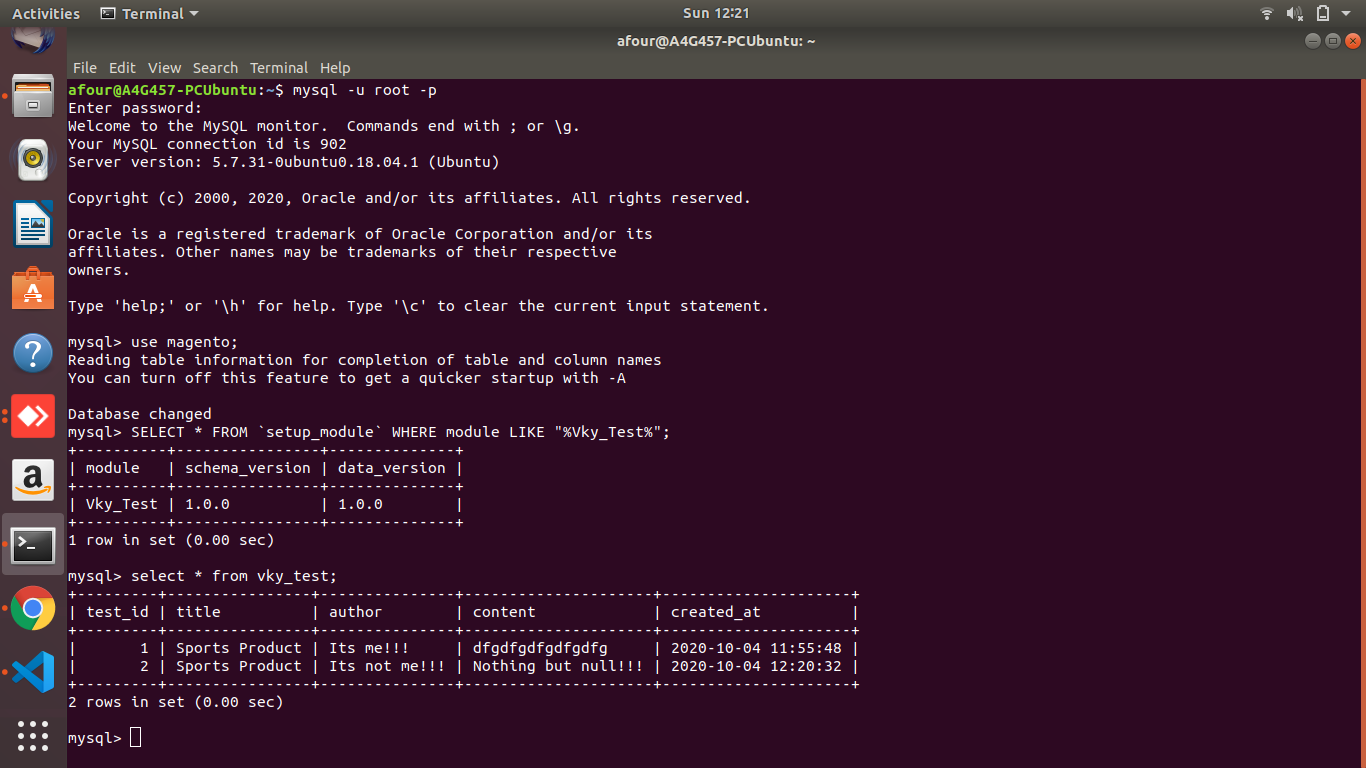 Activities Terminal Sun 12:21
afour@A4G457-PCUbuntu: ~
File Edit View Search Terminal Help
afour@A4G457-PCUbuntu:~$ mysql -u root -p
Enter password:
Welcome to the MySQL monitor.  Commands end with ; or \g.
Your MySQL connection id is 902
Server version: 5.7.31-0ubuntu0.18.04.1 (Ubuntu)
Copyright (c) 2000, 2020, Oracle and/or its affiliates. All rights reserved.
Oracle is a registered trademark of Oracle Corporation and/or its
affiliates. Other names may be trademarks of their respective
owners.
Type 'help;' or '\h' for help. Type '\c' to clear the current input statement.
mysql> use magento;
Reading table information for completion of table and column names
You can turn off this feature to get a quicker startup with -A
Database changed
mysql> SELECT * FROM `setup_module` WHERE module LIKE "%Vky_Test%";
+----------+----------------+--------------+
| module   | schema_version | data_version |
+----------+----------------+--------------+
| Vky_Test | 1.0.0          | 1.0.0        |
+----------+----------------+--------------+
1 row in set (0.00 sec)
mysql> select * from vky_test;
+---------+----------------+---------------+---------------------+---------------------+
| test_id | title          | author        | content             | created_at          |
+---------+----------------+---------------+---------------------+---------------------+
|       1 | Sports Product | Its me!!!     | dfgdfgdfgdfgdfg     | 2020-10-04 11:55:48 |
|       2 | Sports Product | Its not me!!! | Nothing but null!!! | 2020-10-04 12:20:32 |
+---------+----------------+---------------+---------------------+---------------------+
2 rows in set (0.00 sec)
mysql>